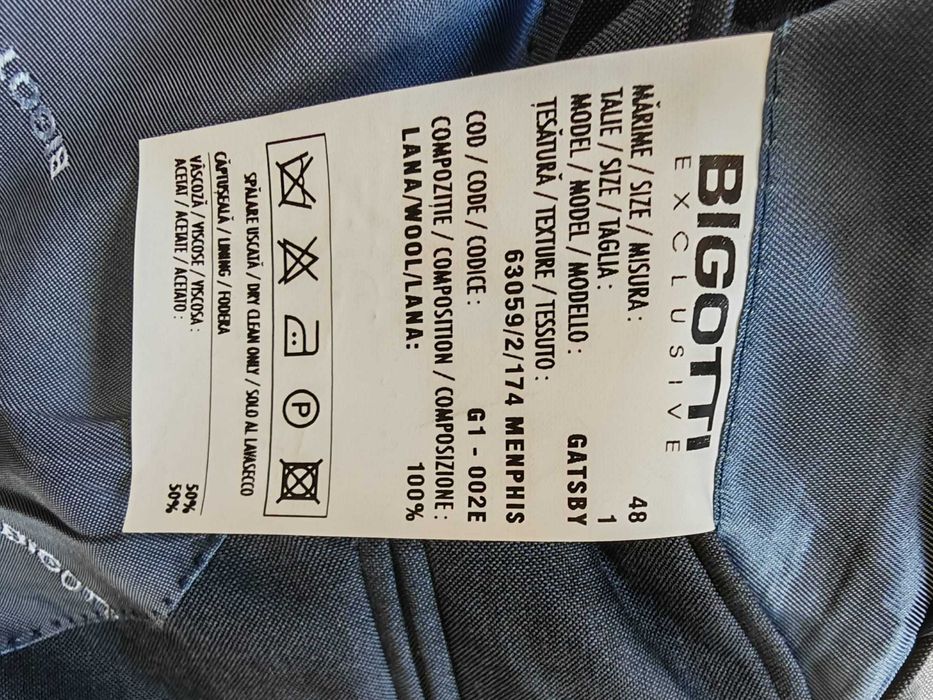 BIGOTTI
EXCLUSIVE
MĂRIME / SIZE / MISURA : 48
TALIE / SIZE / TAGLIA : 1
MODEL / MODEL / MODELLO : GATSBY
ȚESĂTURĂ / TEXTURE / TESSUTO :
63059/2/174 MENPHIS
COD / CODE / CODICE : G1 - 002E
COMPOZIȚIE / COMPOSITION / COMPOSIZIONE :
LANA/WOOL/LANA: 100%
P
SPĂLARE USCATĂ / DRY CLEAN ONLY / SOLO AL LAVASECCO
CĂPTUȘEALĂ / LINING / FODERA
VÂSCOZĂ / VISCOSE / VISCOSA : 50%
ACETAT / ACETATE / ACETATO : 50%
BIGOT
BIGOTT